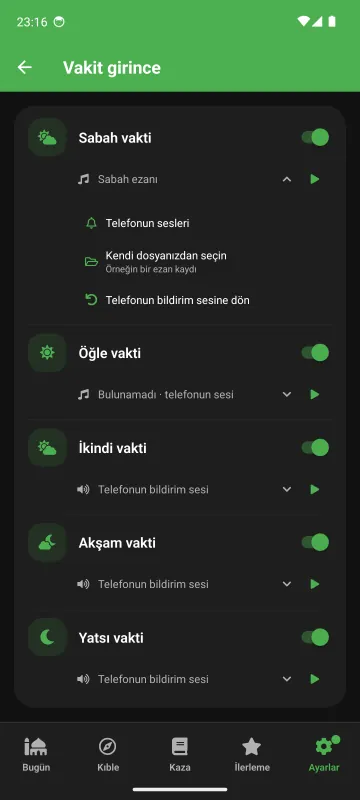 23:16
Vakit girince
Sabah vakti
Sabah ezanı
Telefonun sesleri
Kendi dosyanızdan seçin
Örneğin bir ezan kaydı
Telefonun bildirim sesine dön
Öğle vakti
Bulunamadı · telefonun sesi
İkindi vakti
Telefonun bildirim sesi
Akşam vakti
Telefonun bildirim sesi
Yatsı vakti
Telefonun bildirim sesi
Bugün Kıble Kaza İlerleme Ayarlar